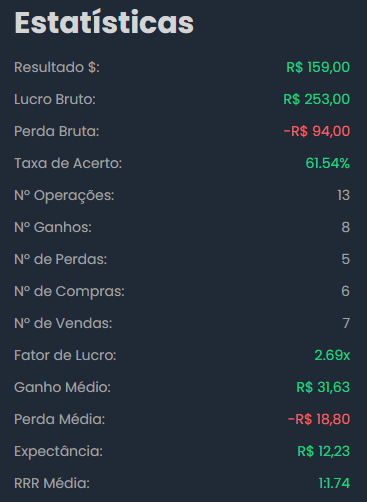 Estatísticas
Resultado $: R$ 159,00
Lucro Bruto: R$ 253,00
Perda Bruta: -R$ 94,00
Taxa de Acerto: 61.54%
Nº Operações: 13
Nº Ganhos: 8
Nº de Perdas: 5
Nº de Compras: 6
Nº de Vendas: 7
Fator de Lucro: 2.69x
Ganho Médio: R$ 31,63
Perda Média: -R$ 18,80
Expectância: R$ 12,23
RRR Média: 1:1.74